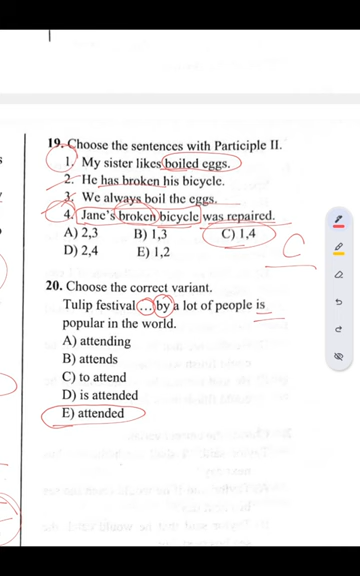 19. Choose the sentences with Participle II.
1. My sister likes boiled eggs.
2. He has broken his bicycle.
3. We always boil the eggs.
4. Jane's broken bicycle was repaired.
A) 2,3 B) 1,3 C) 1,4
D) 2,4 E) 1,2
C
20. Choose the correct variant.
Tulip festival ... by a lot of people is
popular in the world.
A) attending
B) attends
C) to attend
D) is attended
E) attended